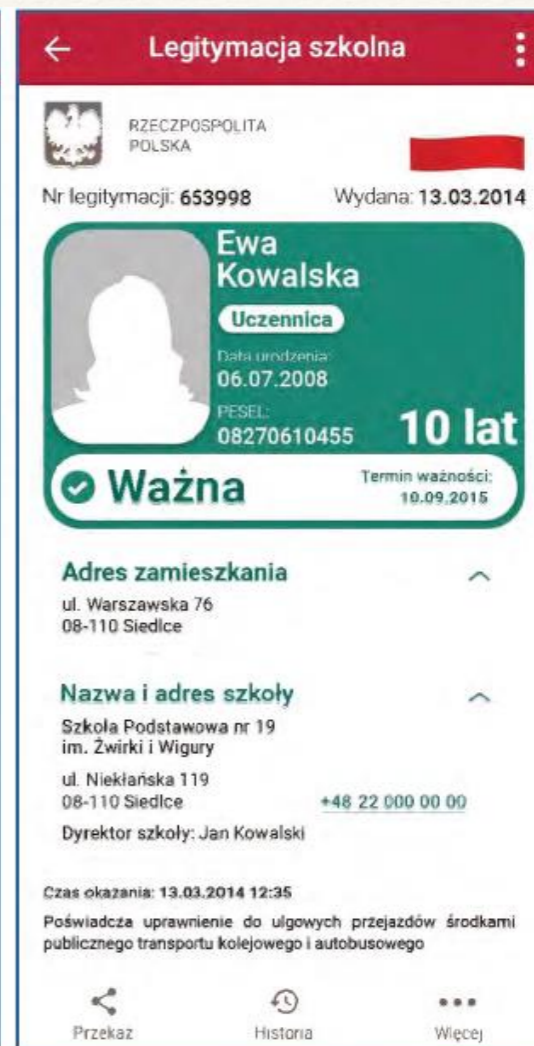 Legitymacja szkolna
RZECZPOSPOLITA
POLSKA
Nr legitymacji: 653998 Wydana: 13.03.2014
Ewa
Kowalska
Uczennica
Data urodzenia:
06.07.2008
PESEL:
08270610455 10 lat
Ważna
Termin ważności:
10.09.2015
Adres zamieszkania
ul. Warszawska 76
08-110 Siedlce
Nazwa i adres szkoły
Szkoła Podstawowa nr 19
im. Żwirki i Wigury
ul. Niekłańska 119
08-110 Siedlce +48 22 000 00 00
Dyrektor szkoły: Jan Kowalski
Czas okazania: 13.03.2014 12:35
Poświadcza uprawnienie do ulgowych przejazdów środkami
publicznego transportu kolejowego i autobusowego
Przekaż Historia Więcej